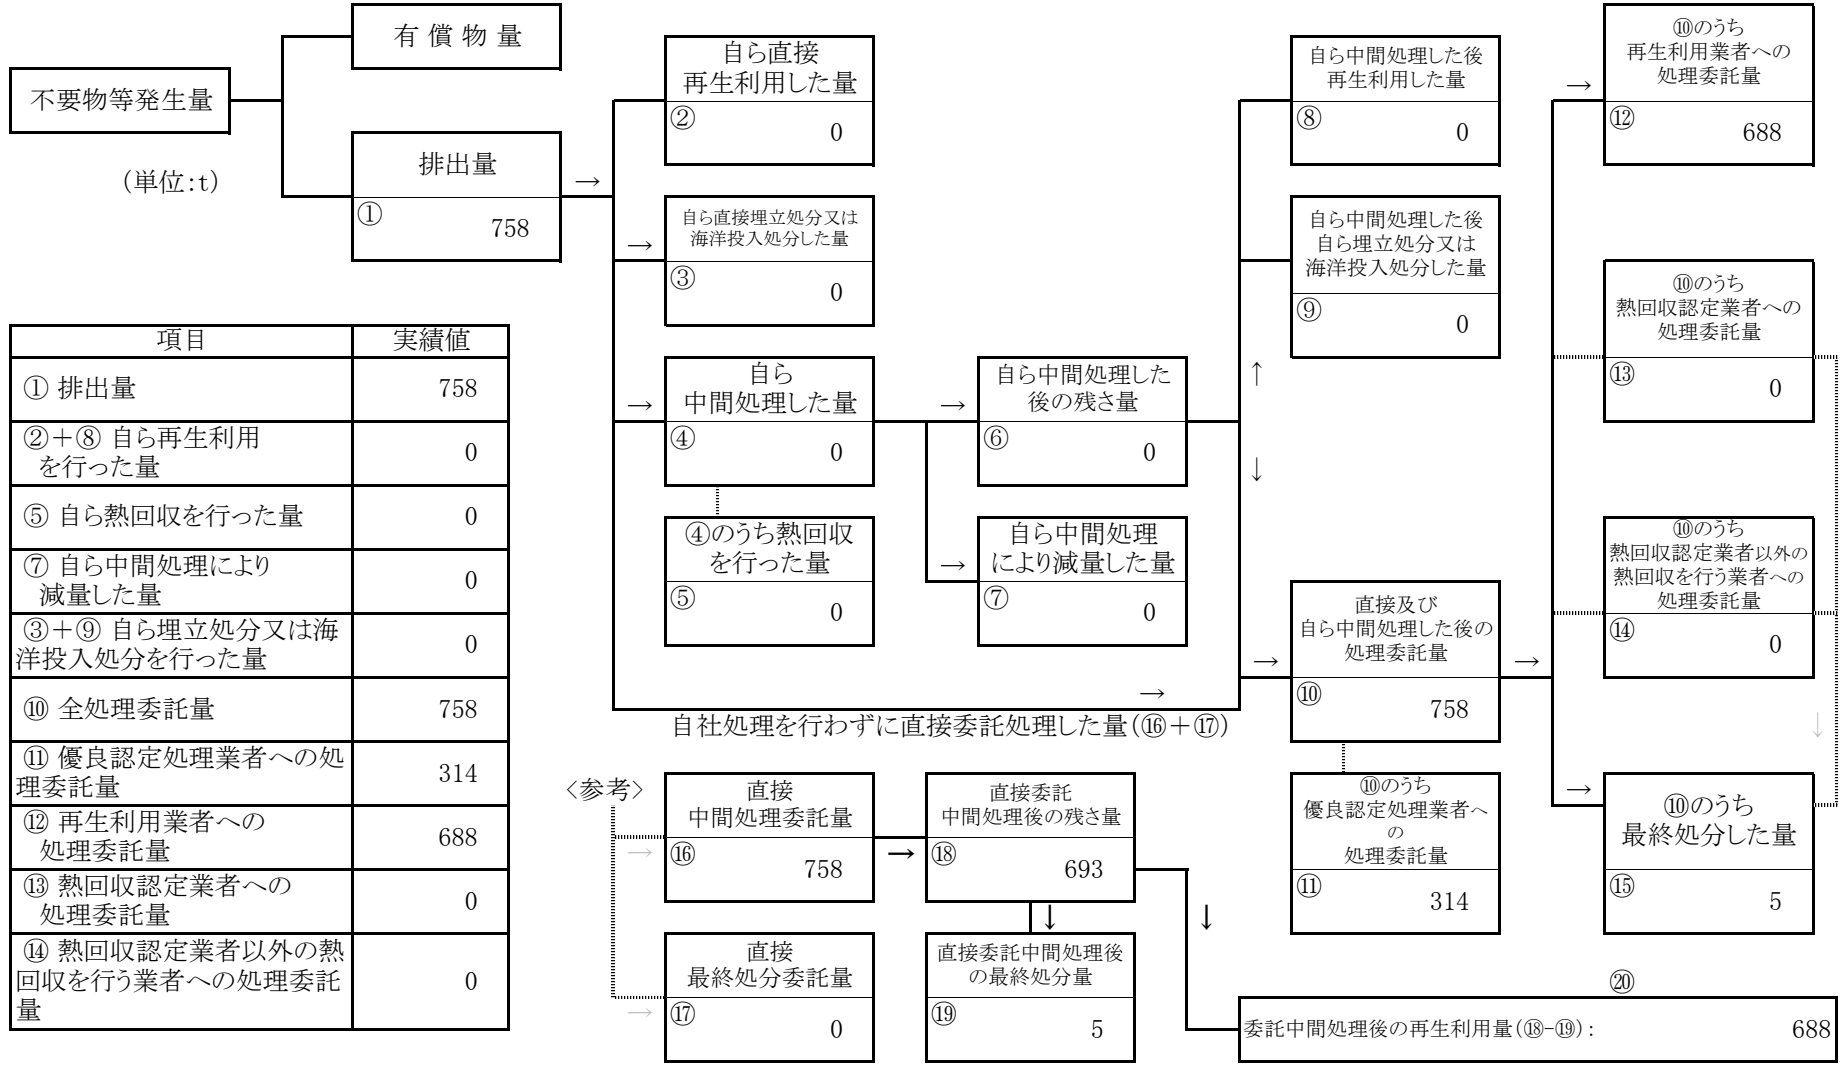 不要物等発生量
有償物量
排出量
①
758
(単位:t)
自ら直接
再生利用した量
②
0
自ら直接埋立処分又は
海洋投入処分した量
③
0
自ら
中間処理した量
④
0
④のうち熱回収
を行った量
⑤
0
自ら中間処理した
後の残さ量
⑥
0
自ら中間処理
により減量した量
⑦
0
自ら中間処理した後
再生利用した量
⑧
0
自ら中間処理した後
自ら埋立処分又は
海洋投入処分した量
⑨
0
直接及び
自ら中間処理した後の
処理委託量
⑩
758
⑩のうち
優良認定処理業者へ
の
処理委託量
⑪
314
⑩のうち
再生利用業者への
処理委託量
⑫
688
⑩のうち
熱回収認定業者への
処理委託量
⑬
0
⑩のうち
熱回収認定業者以外の
熱回収を行う業者への
処理委託量
⑭
0
⑩のうち
最終処分した量
⑮
5
自社処理を行わずに直接委託処理した量(⑯+⑰)
<参考>
直接
中間処理委託量
⑯
758
直接
最終処分委託量
⑰
0
直接委託
中間処理後の残さ量
⑱
693
直接委託中間処理後
の最終処分量
⑲
5
⑳
委託中間処理後の再生利用量(⑱-⑲): 688
項目 実績値
① 排出量 758
②+⑧ 自ら再生利用
を行った量 0
⑤ 自ら熱回収を行った量 0
⑦ 自ら中間処理により
減量した量 0
③+⑨ 自ら埋立処分又は海
洋投入処分を行った量 0
⑩ 全処理委託量 758
⑪ 優良認定処理業者への処
理委託量 314
⑫ 再生利用業者への
処理委託量 688
⑬ 熱回収認定業者への
処理委託量 0
⑭ 熱回収認定業者以外の熱
回収を行う業者への処理委託
量 0